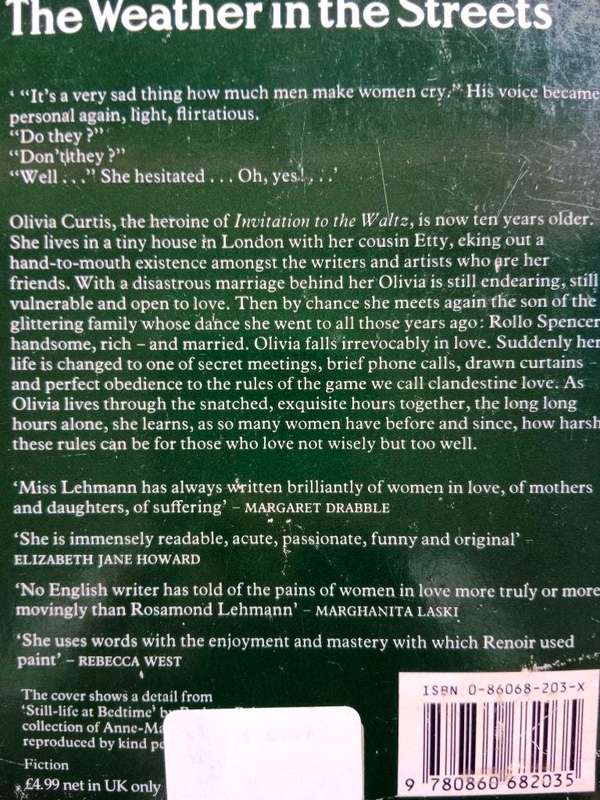 The Weather in the Streets
‘ “It's a very sad thing how much men make women cry.” His voice became
personal again, light, flirtatious.
“Do they?”
“Don't they?”
“Well . . .” She hesitated . . . Oh, yes! . . .’
Olivia Curtis, the heroine of Invitation to the Waltz, is now ten years older.
She lives in a tiny house in London with her cousin Etty, eking out a
hand-to-mouth existence amongst the writers and artists who are her
friends. With a disastrous marriage behind her Olivia is still endearing, still
vulnerable and open to love. Then by chance she meets again the son of the
glittering family whose dance she went to all those years ago: Rollo Spencer
handsome, rich – and married. Olivia falls irrevocably in love. Suddenly her
life is changed to one of secret meetings, brief phone calls, drawn curtains –
and perfect obedience to the rules of the game we call clandestine love. As
Olivia lives through the snatched, exquisite hours together, the long long
hours alone, she learns, as so many women have before and since, how harsh
these rules can be for those who love not wisely but too well.
‘Miss Lehmann has always written brilliantly of women in love, of mothers
and daughters, of suffering’ – MARGARET DRABBLE
‘She is immensely readable, acute, passionate, funny and original’ –
ELIZABETH JANE HOWARD
‘No English writer has told of the pains of women in love more truly or more
movingly than Rosamond Lehmann’ – MARGHANITA LASKI
‘She uses words with the enjoyment and mastery with which Renoir used
paint’ – REBECCA WEST
The cover shows a detail from
‘Still-life at Bedtime’
collection of
reproduced by kind
Fiction
£4.99 net in UK only
ISBN 0-86068-203-X
9 780860 682035